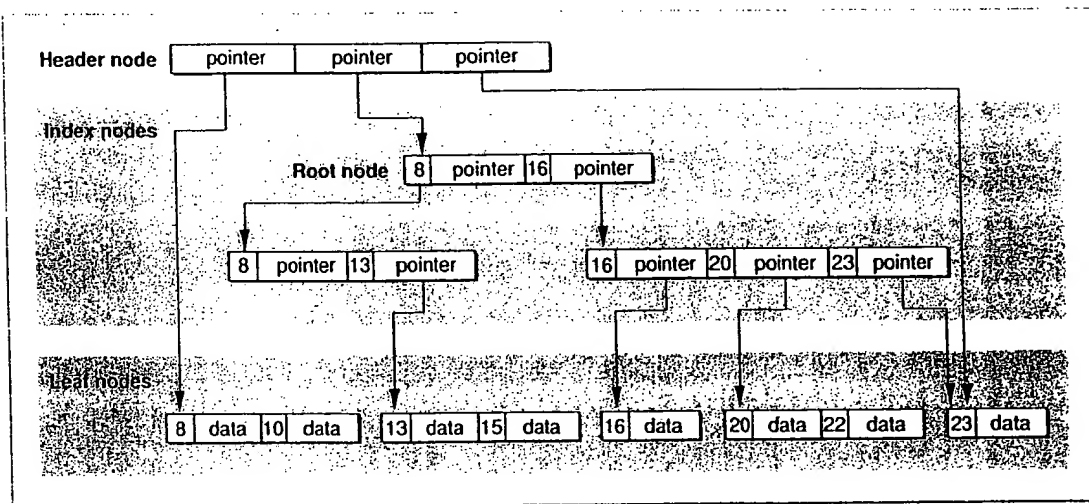 Header node pointer pointer pointer
Index nodes
Root node 8 pointer 16 pointer
8 pointer 13 pointer 16 pointer 20 pointer 23 pointer
Leaf nodes
8 data 10 data 13 data 15 data 16 data 20 data 22 data 23 data